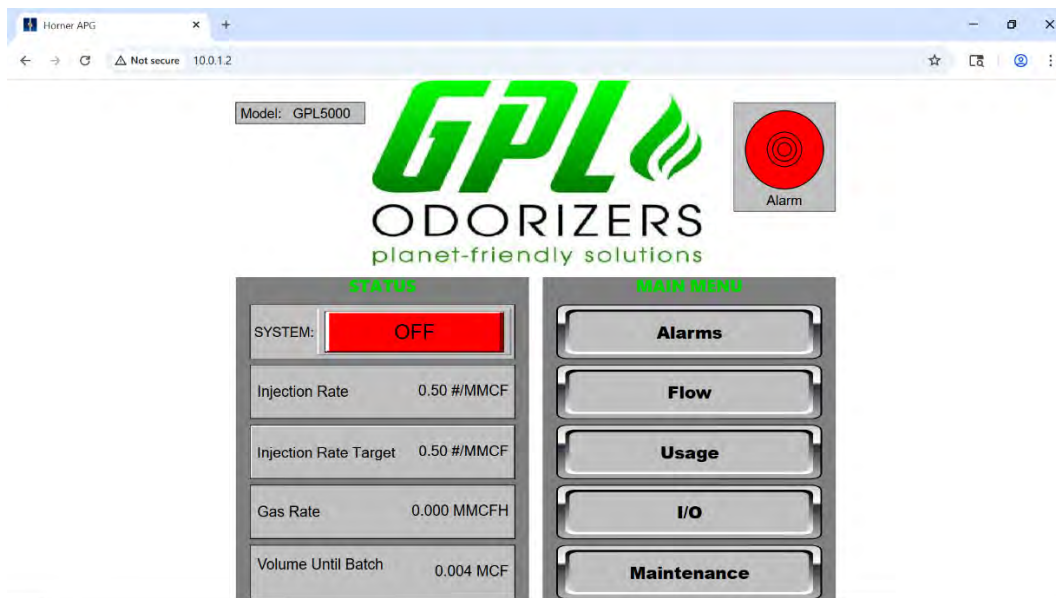 Horner APG
Not secure 10.0.1.2
Model: GPL5000
GPL
ODORIZERS
planet-friendly solutions
Alarm
STATUS
SYSTEM: OFF
Injection Rate 0.50 #/MMCF
Injection Rate Target 0.50 #/MMCF
Gas Rate 0.000 MMCFH
Volume Until Batch 0.004 MCF
MAIN MENU
Alarms
Flow
Usage
I/O
Maintenance